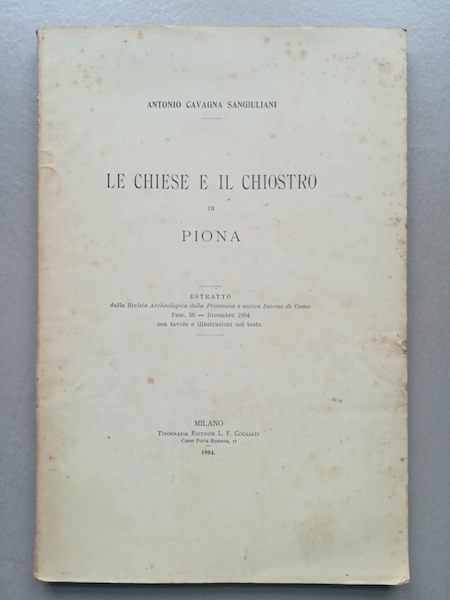 ANTONIO CAVAGNA SANGIULIANI
LE CHIESE E IL CHIOSTRO
DI
PIONA
ESTRATTO
dalla Rivista Archeologica della Provincia e antica Diocesi di Como
Fasc. 50 — Dicembre 1904
con tavole e illustrazioni nel testo.
MILANO
TIPOGRAFIA EDITRICE L. F. COGLIATI
Corso Porta Romana, 17
1904.